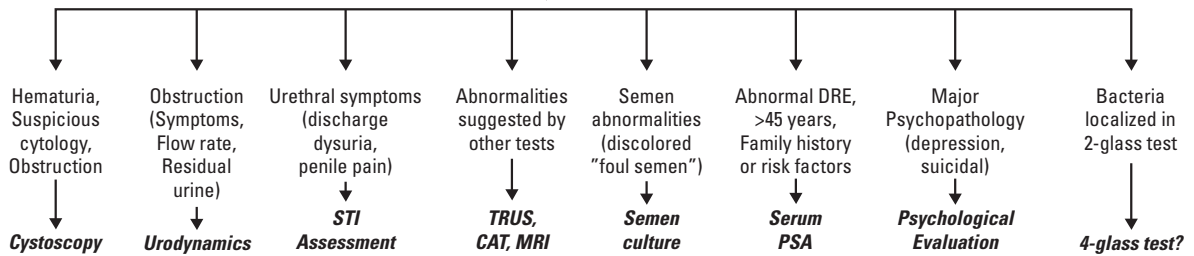 Hematuria,
Suspicious
cytology,
Obstruction
Cystoscopy
Obstruction
(Symptoms,
Flow rate,
Residual
urine)
Urodynamics
Urethral symptoms
(discharge
dysuria,
penile pain)
STI
Assessment
Abnormalities
suggested by
other tests
TRUS,
CAT, MRI
Semen
abnormalities
(discolored
"foul semen")
Semen
culture
Abnormal DRE,
>45 years,
Family history
or risk factors
Serum
PSA
Major
Psychopathology
(depression,
suicidal)
Psychological
Evaluation
Bacteria
localized in
2-glass test
4-glass test?